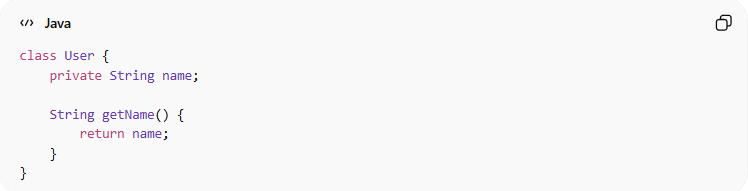 </> Java
class User {
    private String name;

    String getName() {
        return name;
    }
}